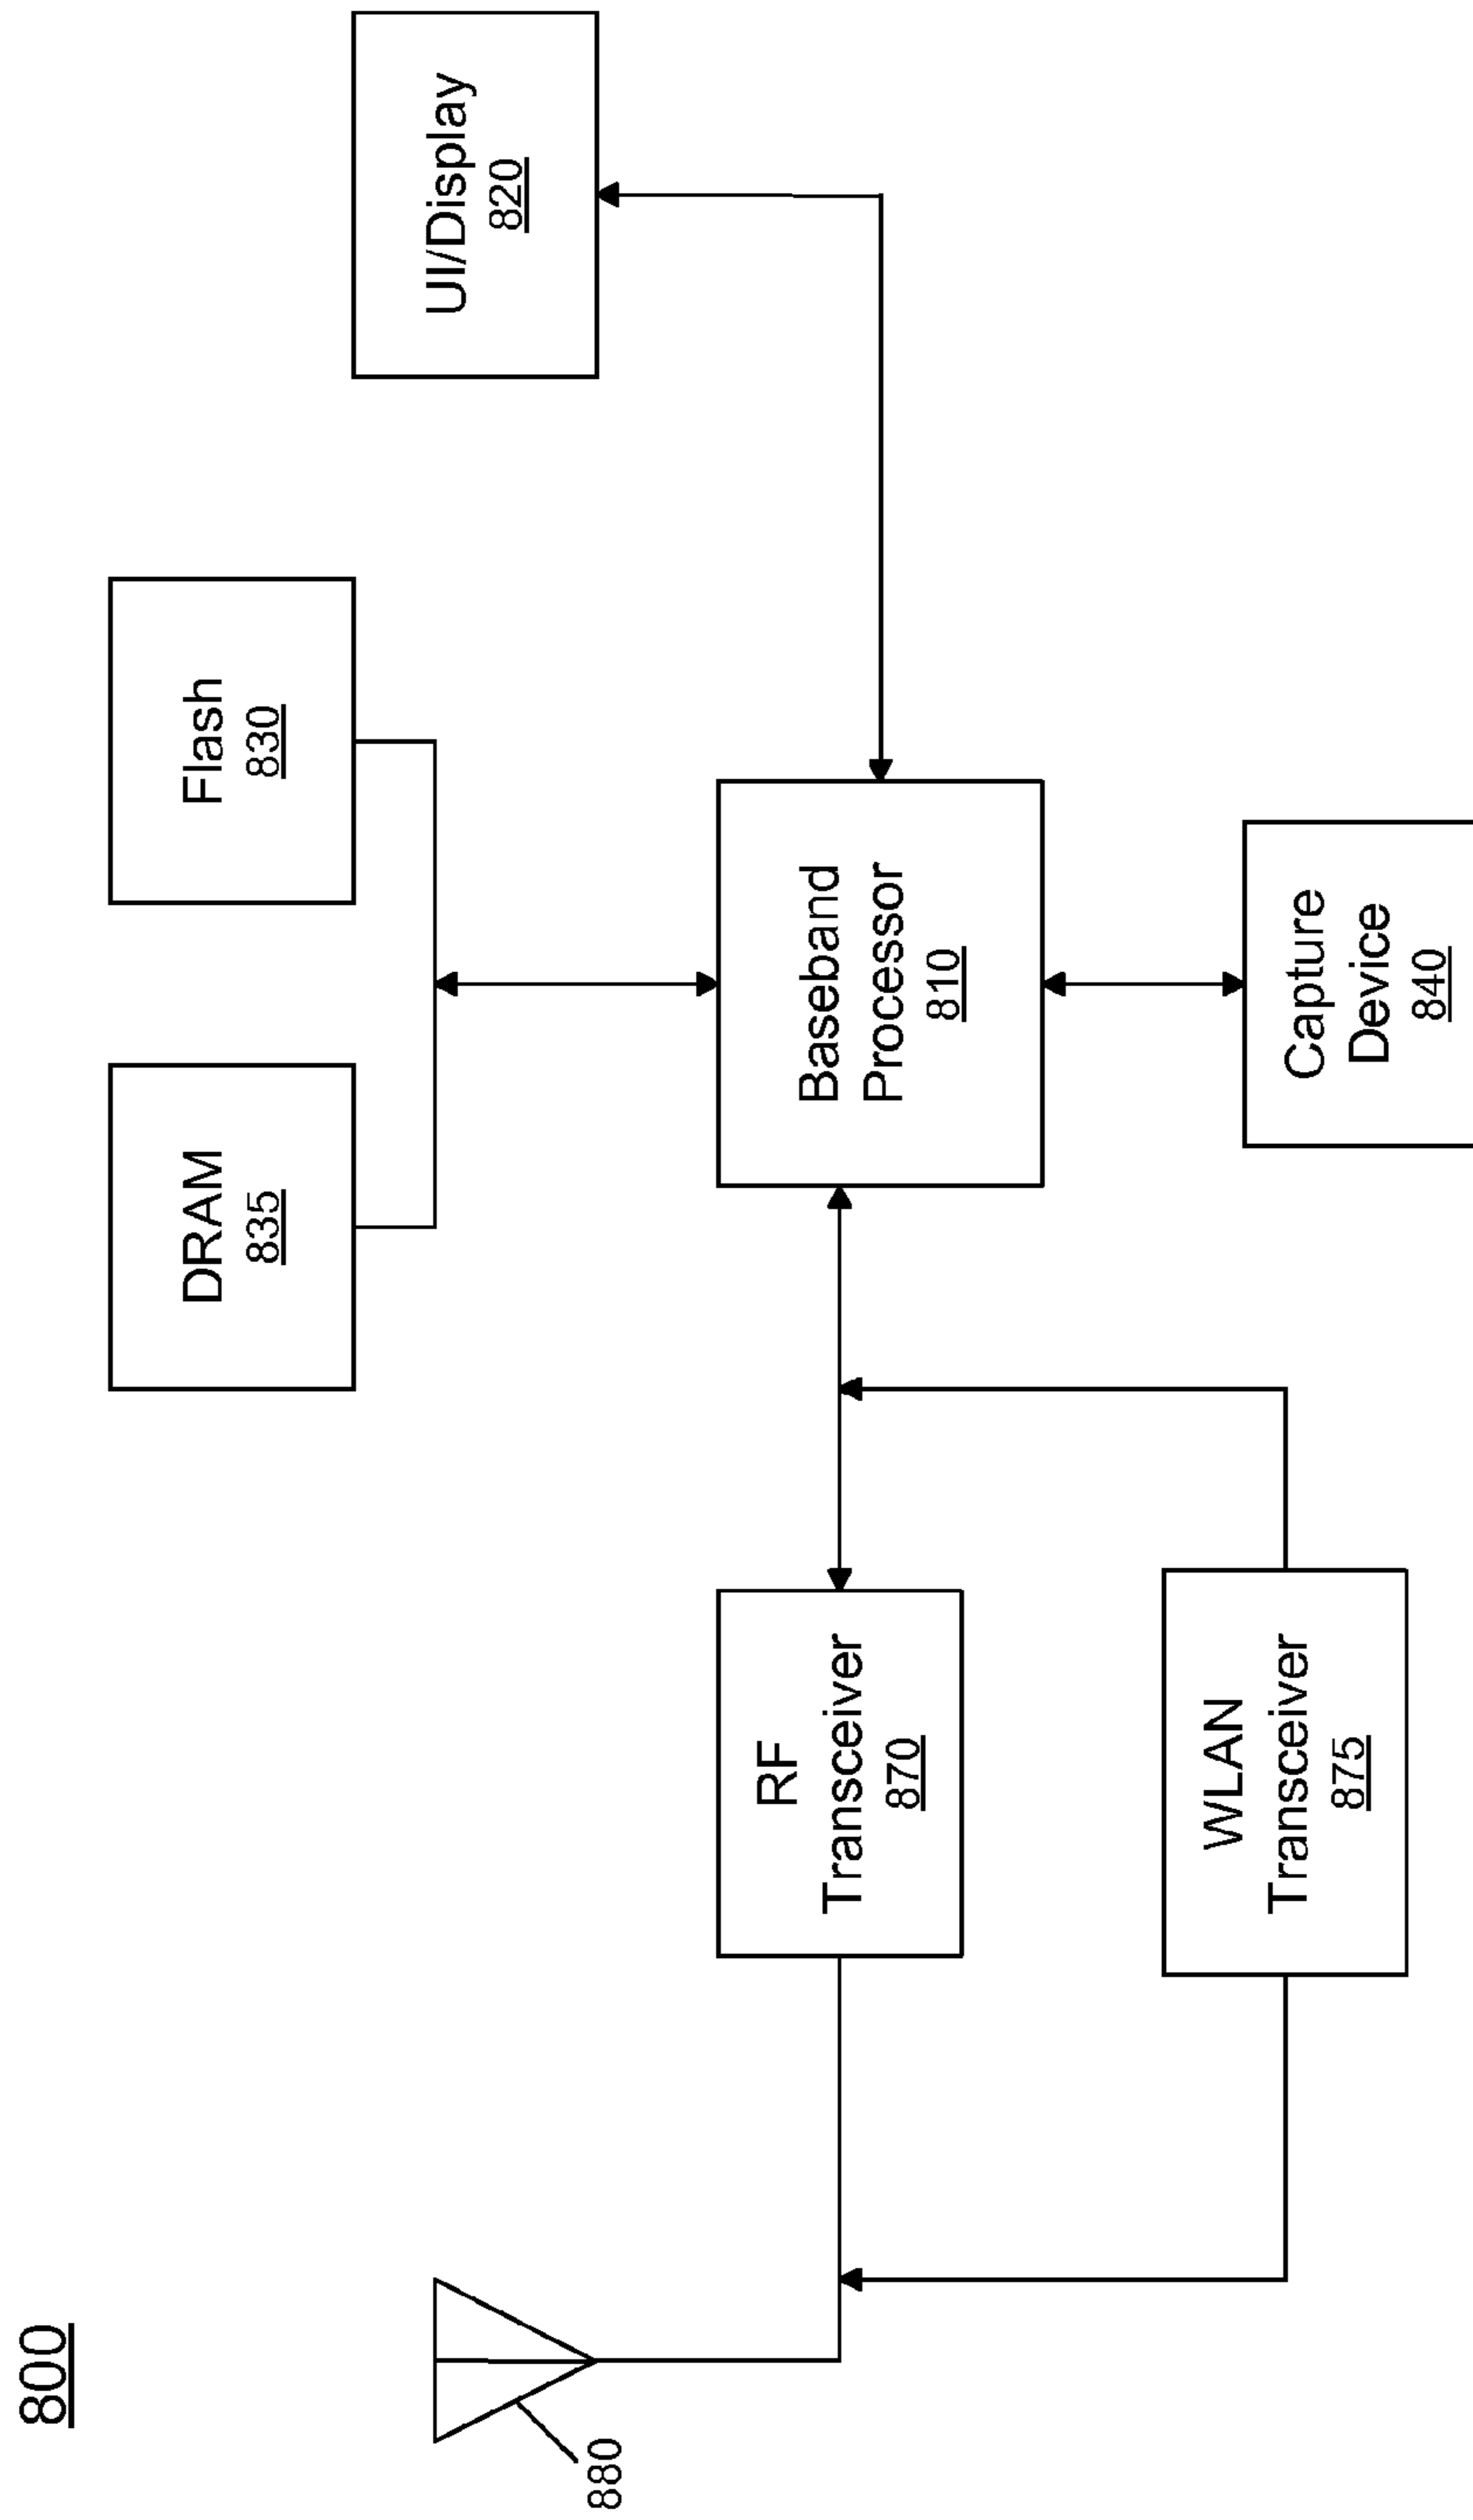 800
DRAM
835
Flash
830
UI/Display
820
880
RF
Transceiver
870
Baseband
Processor
810
WLAN
Transceiver
875
Capture
Device
840